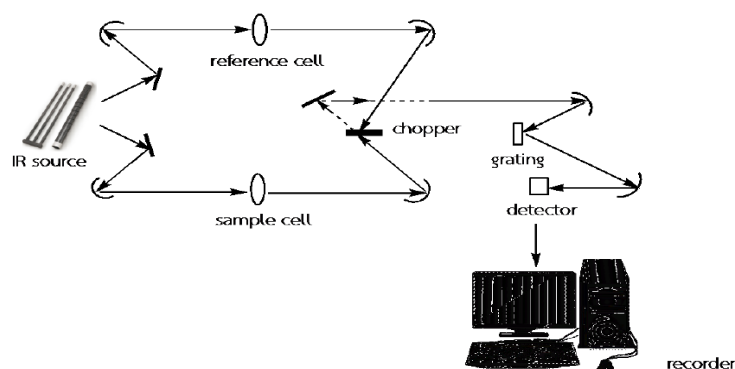 reference cell
chopper
IR source
grating
sample cell
detector
recorder